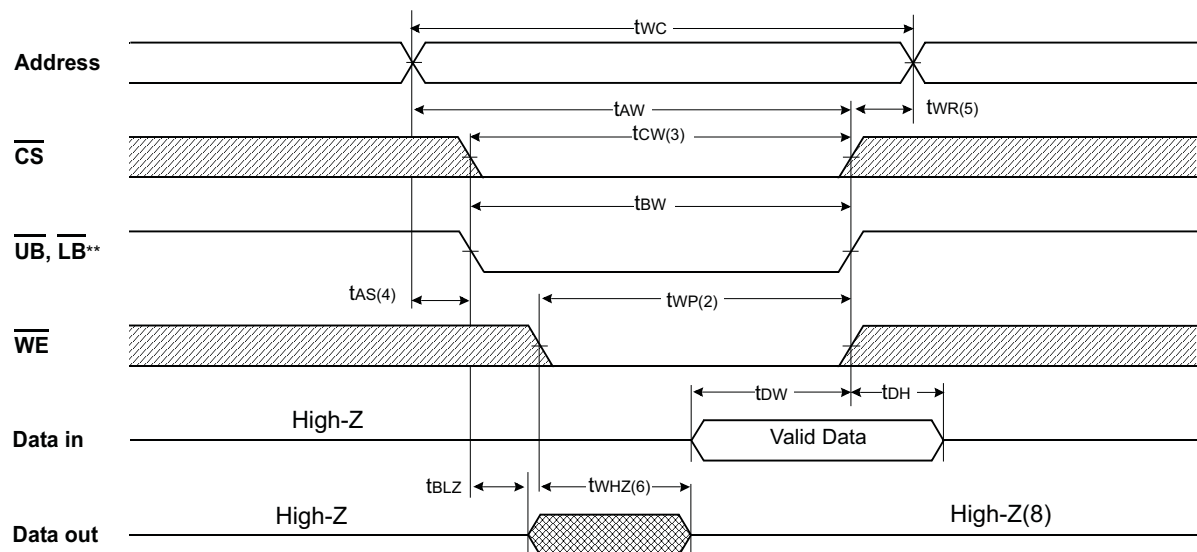 tWC
Address
tAW
tWR(5)
tCW(3)
CS
tBW
UB, LB**
tAS(4)
tWP(2)
WE
tDW
tDH
High-Z
Valid Data
Data in
tBLZ
tWHZ(6)
High-Z
High-Z(8)
Data out